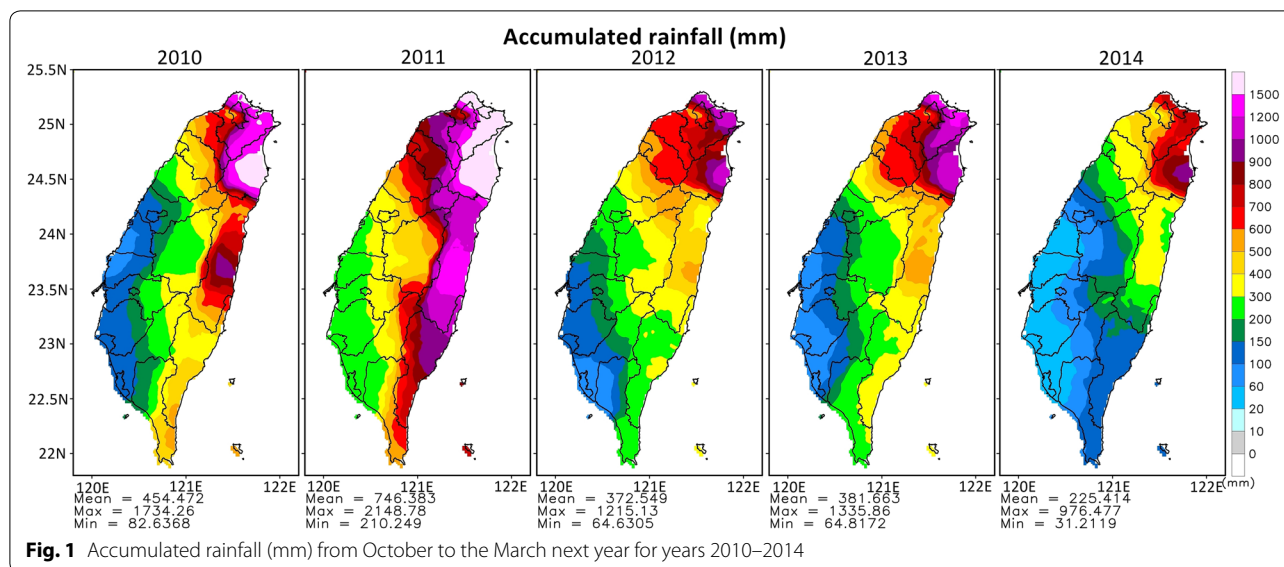 Accumulated rainfall (mm)
2010 2011 2012 2013 2014
25.5N
25N
24.5N
24N
23.5N
23N
22.5N
22N
1500
1200
1000
900
800
700
600
500
400
300
200
150
100
60
20
10
0
(mm)
120E 121E 122E 120E 121E 122E 120E 121E 122E 120E 121E 122E 120E 121E 122E
Mean = 454.472
Max = 1734.26
Min = 82.6368
Mean = 746.383
Max = 2148.78
Min = 210.249
Mean = 372.549
Max = 1215.13
Min = 64.6305
Mean = 381.663
Max = 1335.86
Min = 64.8172
Mean = 225.414
Max = 976.477
Min = 31.2119
Fig. 1 Accumulated rainfall (mm) from October to the March next year for years 2010–2014